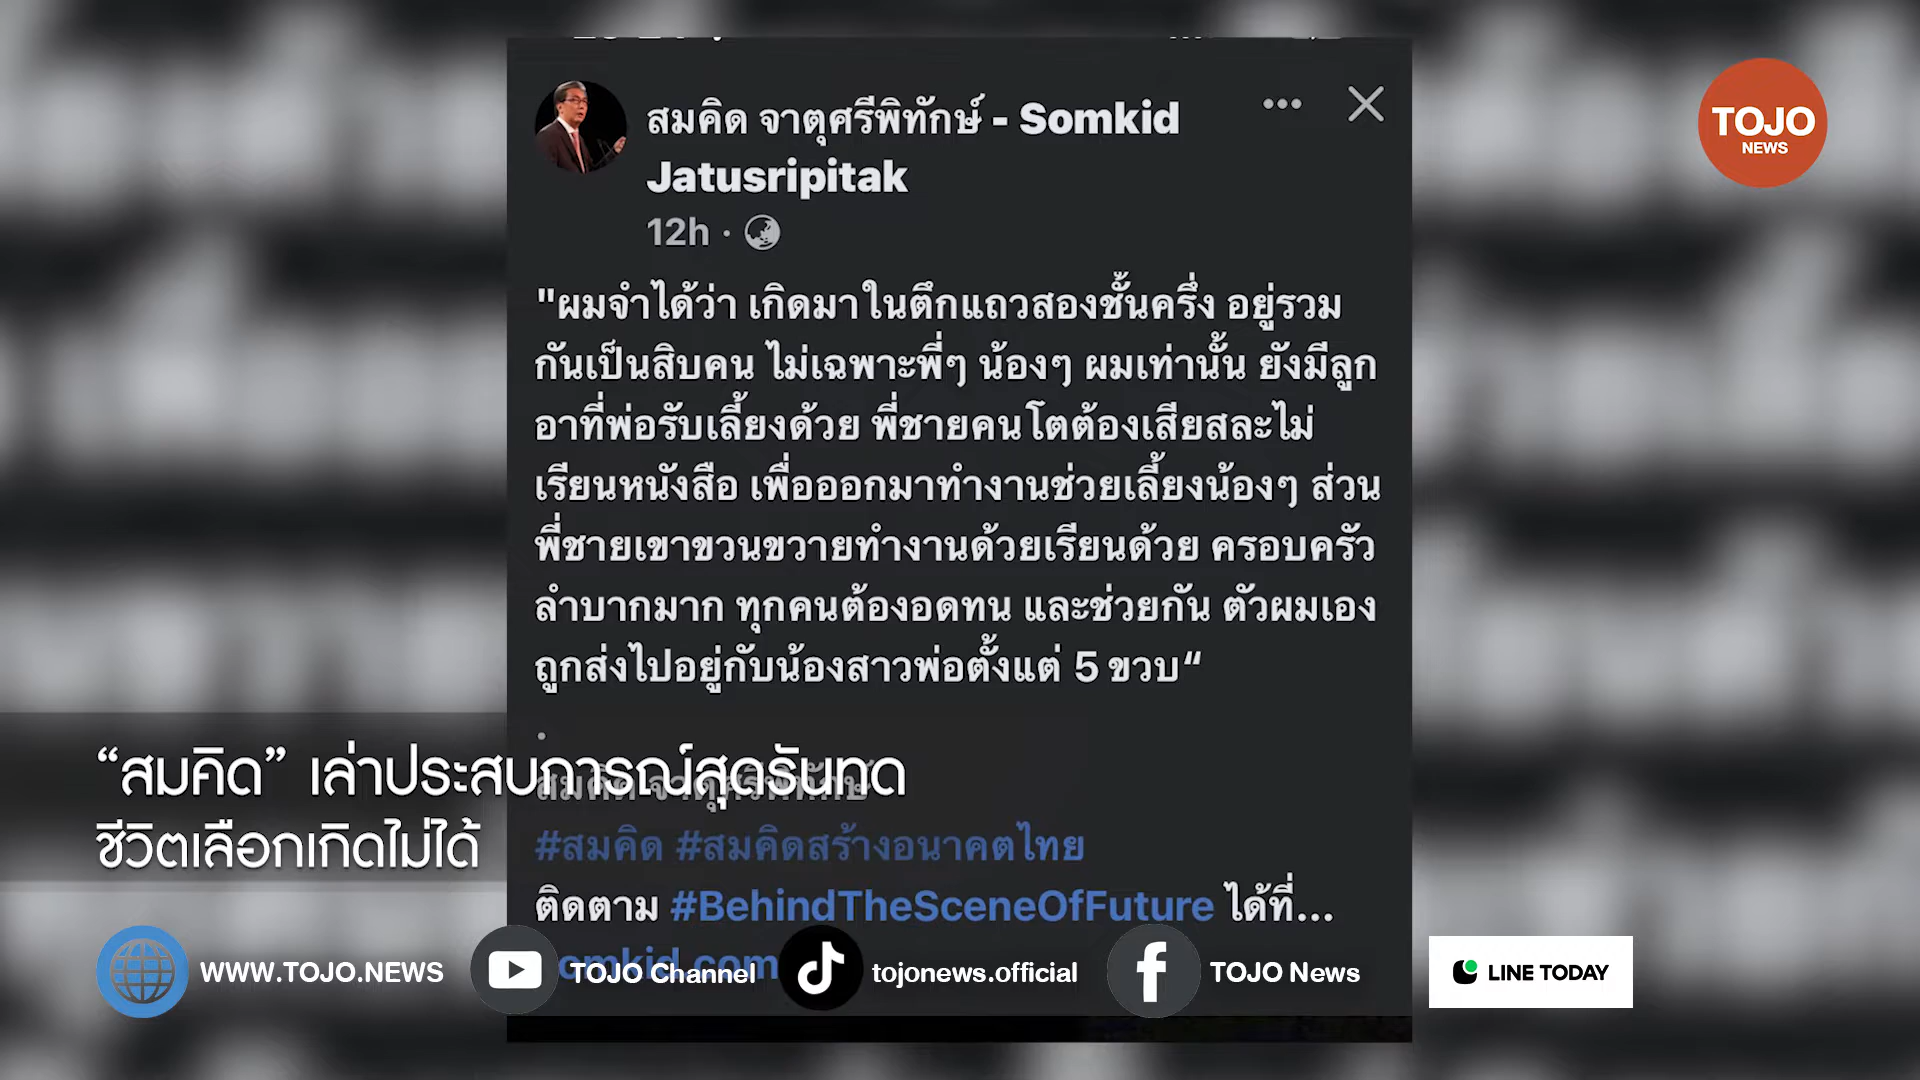 สมคิด จาตุศรีพิทักษ์ - Somkid
Jatusripitak
12h ·
TOJO
NEWS
"ผมจำได้ว่า เกิดมาในตึกแถวสองชั้นครึ่ง อยู่รวม
กันเป็นสิบคน ไม่เฉพาะพี่ๆ น้องๆ ผมเท่านั้น ยังมีลูก
อาที่พ่อรับเลี้ยงด้วย พี่ชายคนโตต้องเสียสละไม่
เรียนหนังสือ เพื่อออกมาทำงานช่วยเลี้ยงน้องๆ ส่วน
พี่ชายเขาขวนขวายทำงานด้วยเรียนด้วย ครอบครัว
ลำบากมาก ทุกคนต้องอดทน และช่วยกัน ตัวผมเอง
ถูกส่งไปอยู่กับน้องสาวพ่อตั้งแต่ 5 ขวบ“
.
“สมคิด” เล่าประสบการณ์สุดรันทด
ชีวิตเลือกเกิดไม่ได้
สมคิด จาตุศรีพิทักษ์
#สมคิด #สมคิดสร้างอนาคตไทย
ติดตาม #BehindTheSceneOfFuture ได้ที่...
omkid.com
WWW.TOJO.NEWS
TOJO Channel
tojonews.official
TOJO News
LINE TODAY